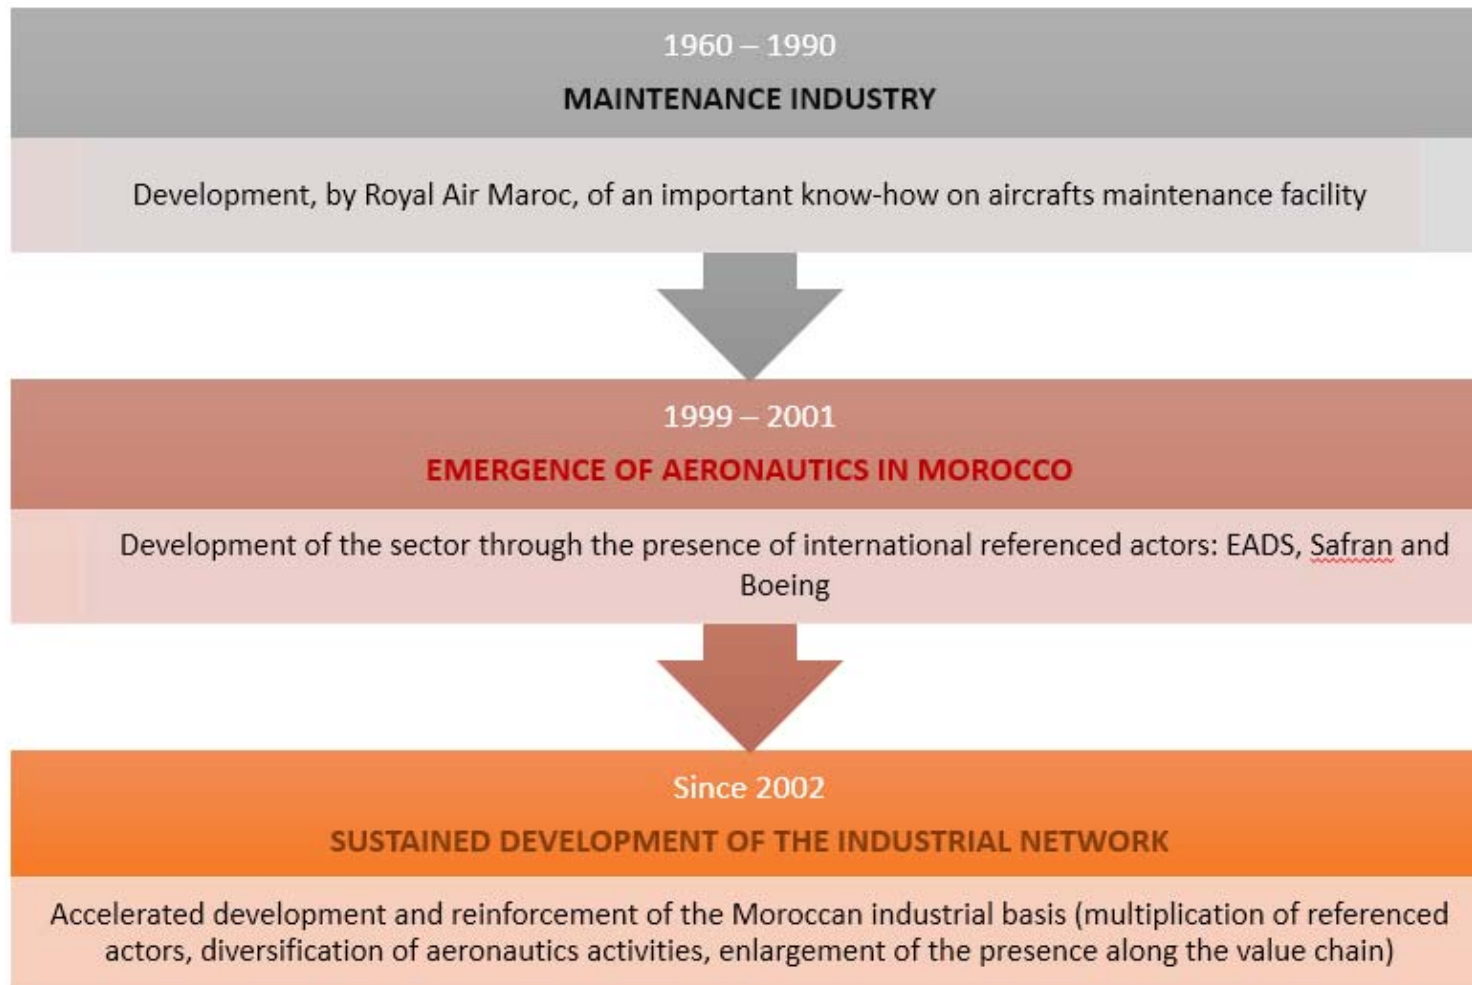 1960 – 1990
MAINTENANCE INDUSTRY
Development, by Royal Air Maroc, of an important know-how on aircrafts maintenance facility
1999 – 2001
EMERGENCE OF AERONAUTICS IN MOROCCO
Development of the sector through the presence of international referenced actors: EADS, Safran and
Boeing
Since 2002
SUSTAINED DEVELOPMENT OF THE INDUSTRIAL NETWORK
Accelerated development and reinforcement of the Moroccan industrial basis (multiplication of referenced
actors, diversification of aeronautics activities, enlargement of the presence along the value chain)